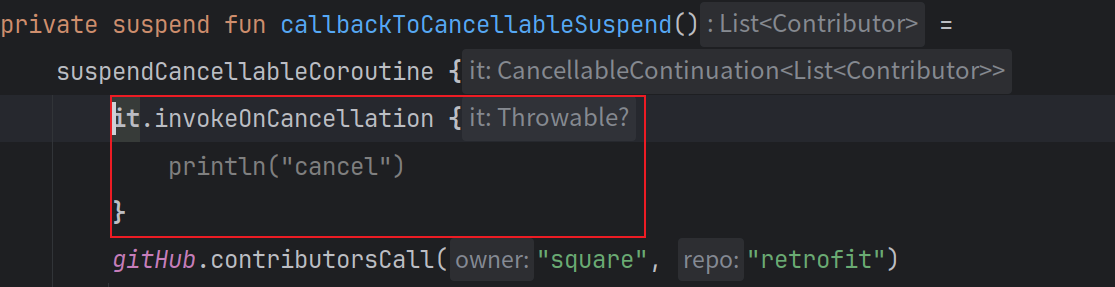 private suspend fun callbackToCancellableSuspend() : List<Contributor> =
suspendCancellableCoroutine { it: CancellableContinuation<List<Contributor>>
it.invokeOnCancellation { it: Throwable?
println("cancel")
}
gitHub.contributorsCall( owner: "square", repo: "retrofit")